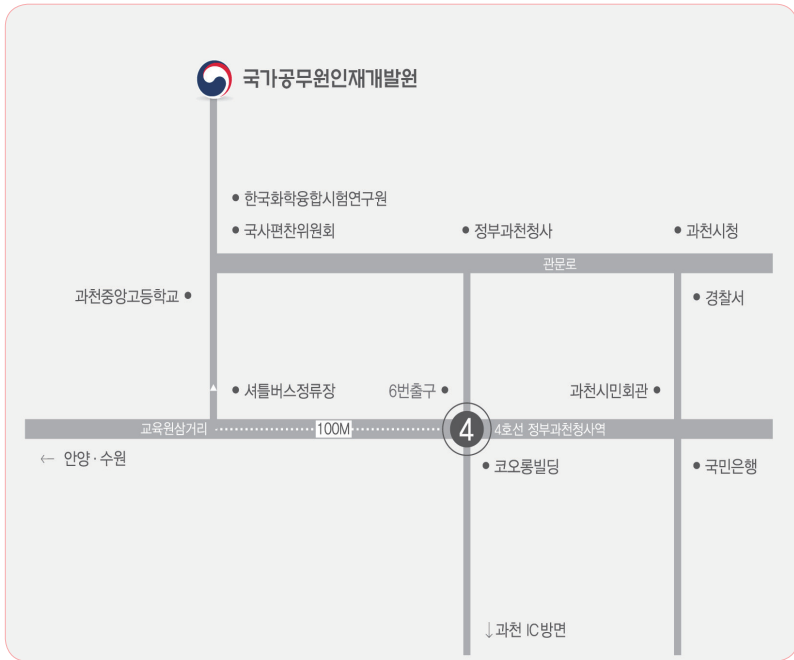 국가공무원인재개발원
한국화학융합시험연구원
국사편찬위원회
정부과천청사
과천시청
관문로
과천중앙고등학교
경찰서
셔틀버스정류장
6번출구
과천시민회관
교육원삼거리
100M
4
4호선 정부과천청사역
← 안양·수원
코오롱빌딩
국민은행
↓과천 IC방면